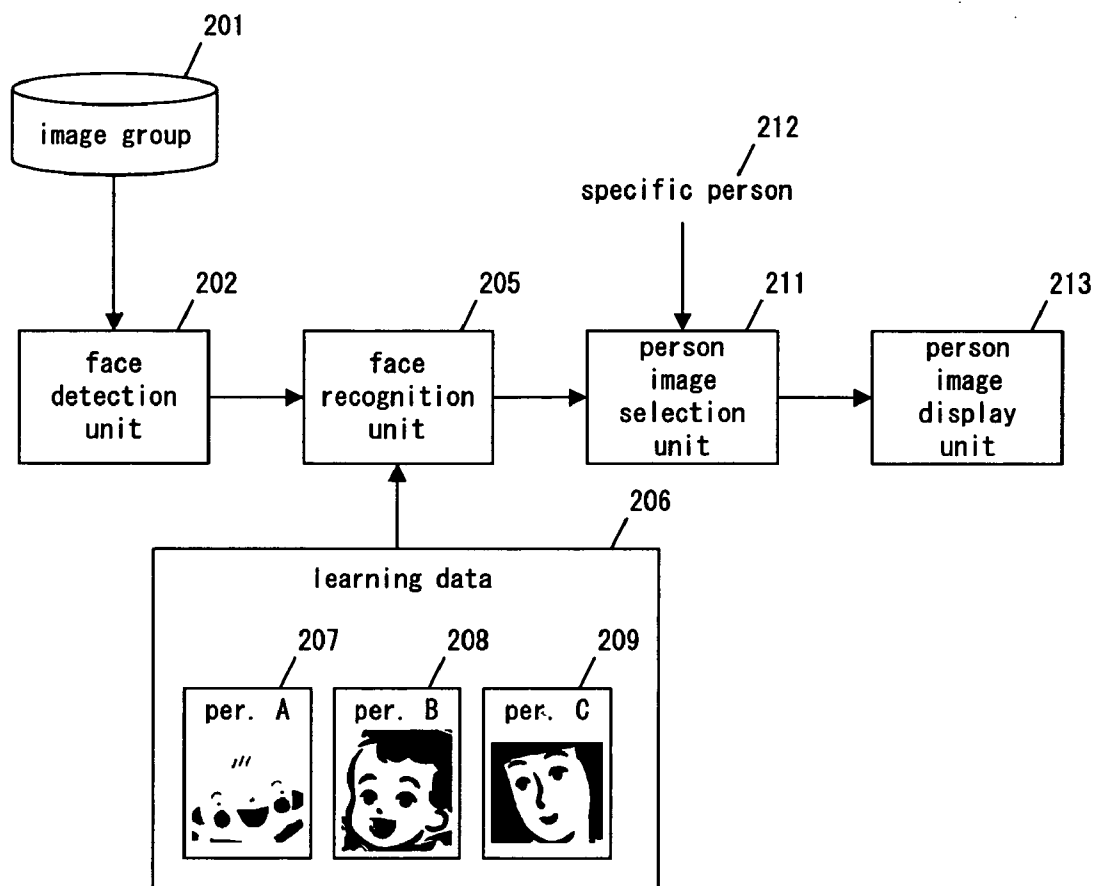 201
image group
212
specific person
202
205
211
213
face
detection
unit
face
recognition
unit
person
image
selection
unit
person
image
display
unit
206
learning data
207
208
209
per. A
per. B
per. C